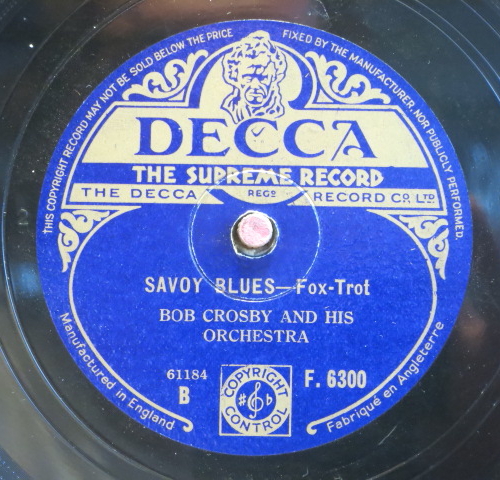 THIS COPYRIGHT RECORD MAY NOT BE SOLD BELOW THE PRICE FIXED BY THE MANUFACTURER, NOR PUBLICLY PERFORMED.
DECCA
THE SUPREME RECORD
THE DECCA REGD RECORD CO. LTD.
SAVOY BLUES—Fox-Trot
BOB CROSBY AND HIS
ORCHESTRA
61184
B
COPYRIGHT
CONTROL
F. 6300
Manufactured in England
Fabriqué en Angleterre